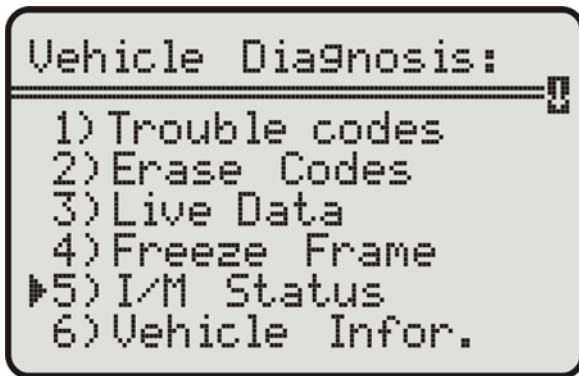 Vehicle Diagnosis:
1)Trouble codes
2)Erase Codes
3)Live Data
4)Freeze Frame
5)I/M Status
6)Vehicle Infor.